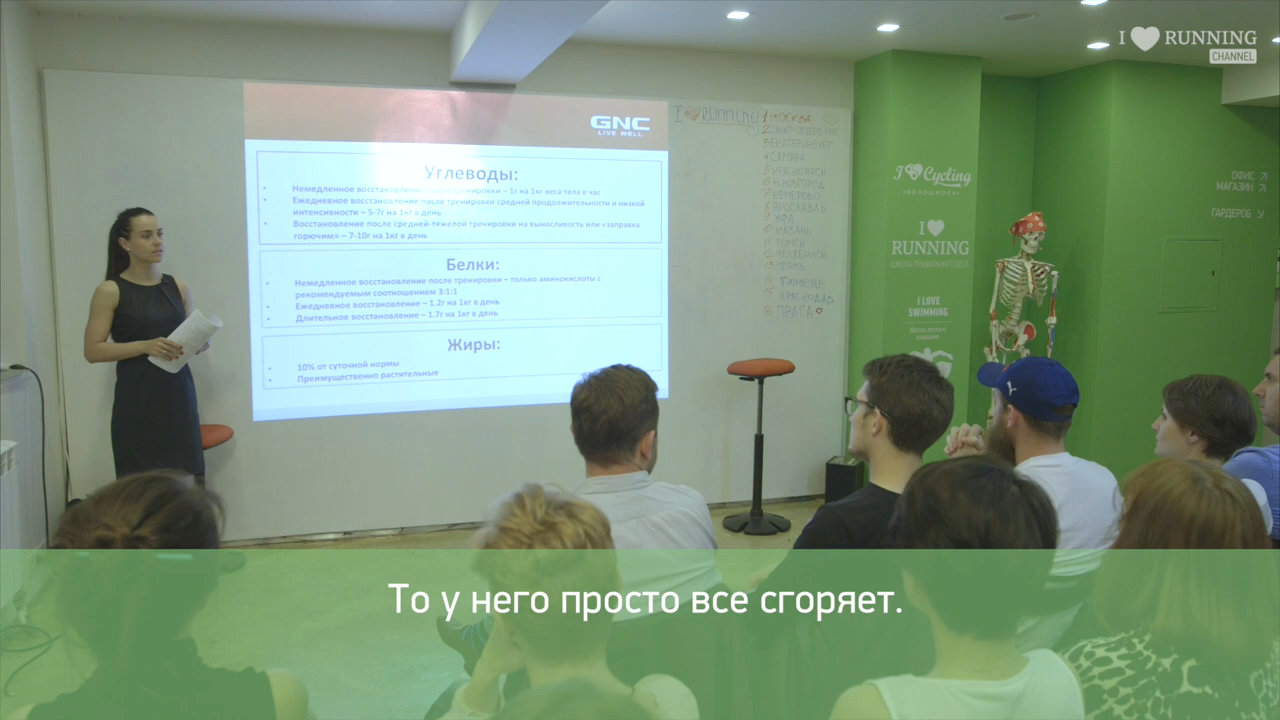 I ❤ RUNNING
CHANNEL
GNC
LIVE WELL
Углеводы:
• Немедленное восстановление после тренировки – 1г на 1кг веса тела в час
• Ежедневное восстановление после тренировки средней продолжительности и низкой
интенсивности – 5-7г на 1кг в день
• Восстановление после средней-тяжелой тренировки на выносливость или «заправка
горючим» – 7-10г на 1кг в день
Белки:
• Немедленное восстановление после тренировки – только аминокислоты с
рекомендуемым соотношением 3:1:1
• Ежедневное восстановление – 1.2г на 1кг в день
• Длительное восстановление – 1.7г на 1кг в день
Жиры:
• 10% от суточной нормы
• Преимущественно растительные
I ❤ RUNNING
1 МОСКВА
2 САНКТ-ПЕТЕРБУРГ
3 ЕКАТЕРИНБУРГ
4 САМАРА
5 КРАСНОЯРСК
6 Н.НОВГОРОД
7 КЕМЕРОВО
8 ЯРОСЛАВЛЬ
9 УФА
10 КАЗАНЬ
11 ТОМСК
12 ЧЕЛЯБИНСК
13 ПЕРМЬ
14 ТЮМЕНЬ
15 КРАСНОДАР
16 ПРАГА
I ❤ Cycling
ВЕЛОШКОЛА
I ❤
RUNNING
ШКОЛА ПРАВИЛЬНОГО БЕГА
I LOVE
SWIMMING
ОФИС ↗
МАГАЗИН ↗
ГАРДЕРОБ ↘
То у него просто все сгоряет.